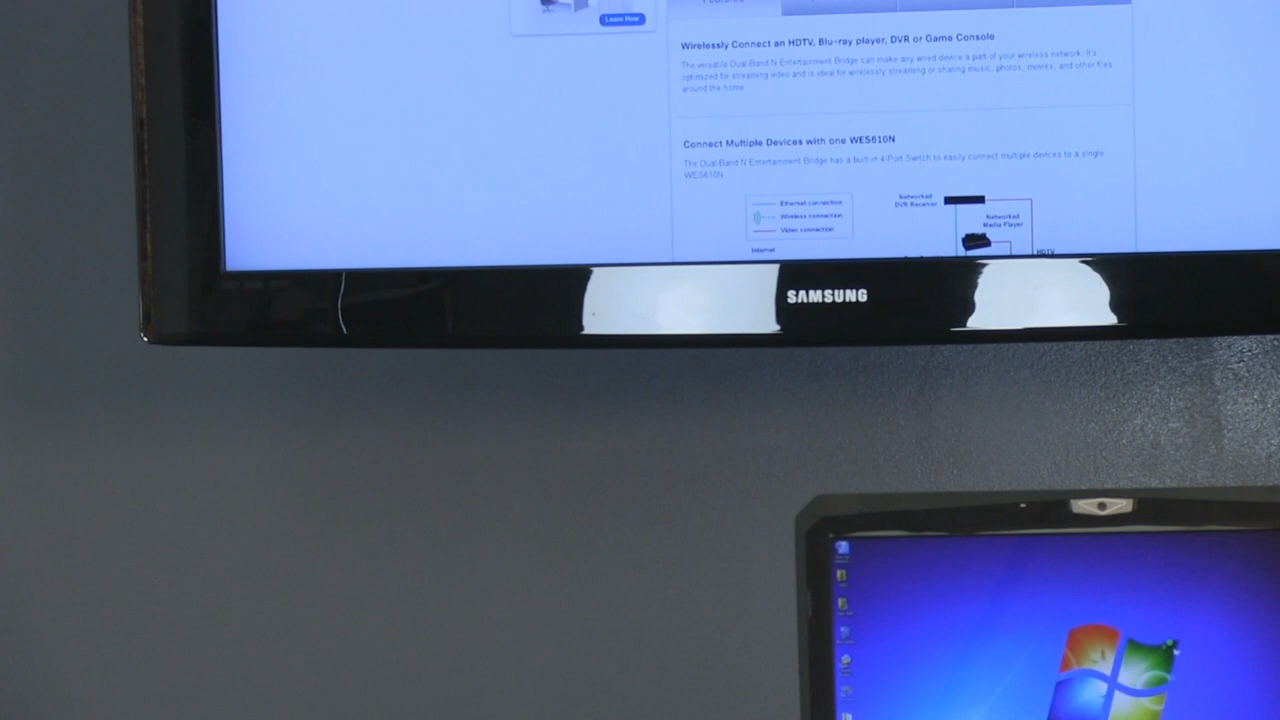 Learn How
Wirelessly Connect an HDTV, Blu-ray player, DVR or Game Console
The versatile Dual-Band N Entertainment Bridge can make any wired device a part of your wireless network. It's
optimized for streaming video and is ideal for wirelessly streaming or sharing music, photos, movies, and other files
around the home.
Connect Multiple Devices with one WES610N
The Dual-Band N Entertainment Bridge has a built-in 4-Port Switch to easily connect multiple devices to a single
WES610N
Ethernet connection
Wireless connection
Video connection
Internet
Networked
DVR Receiver
Networked
Media Player
HDTV
SAMSUNG